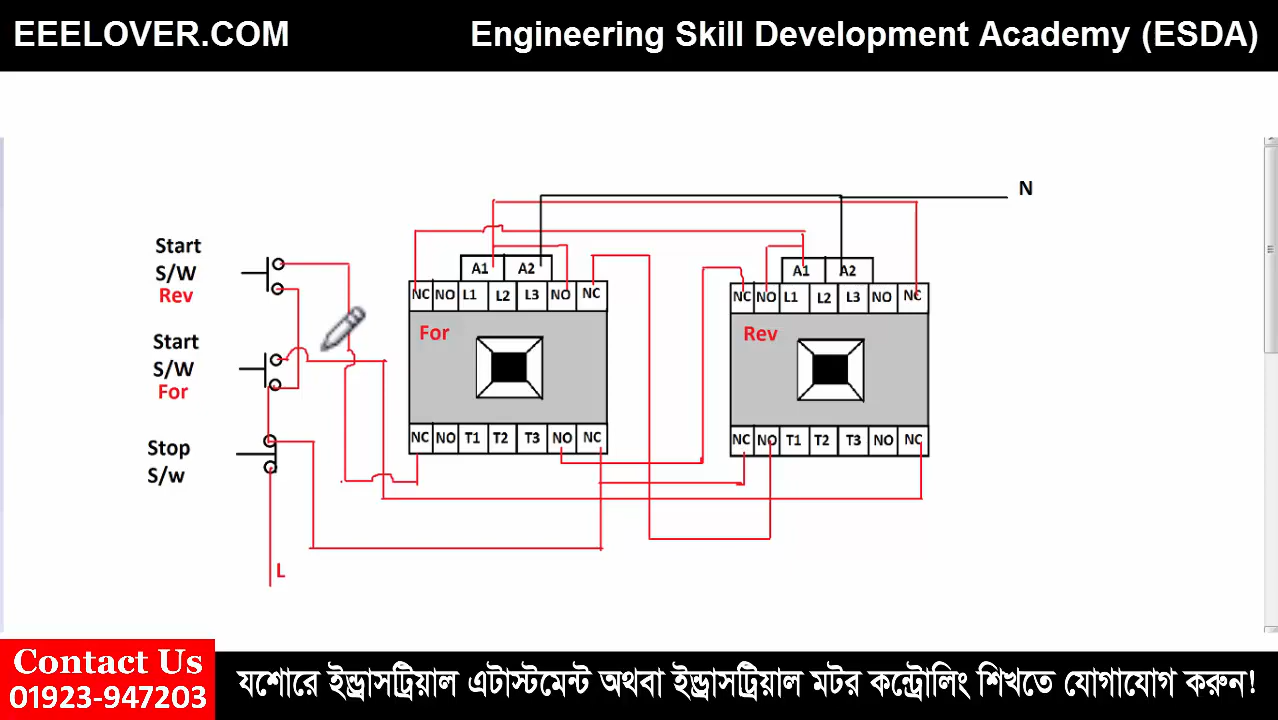 EEELOVER.COM
Engineering Skill Development Academy (ESDA)
N
Start
S/W
Rev
Start
S/W
For
Stop
S/w
L
A1 A2
NC NO L1 L2 L3 NO NC
For
NC NO T1 T2 T3 NO NC
A1 A2
NC NO L1 L2 L3 NO NC
Rev
NC NO T1 T2 T3 NO NC
Contact Us
01923-947203
যশোরে ইন্ড্রাসট্রিয়াল এটাস্টমেন্ট অথবা ইন্ড্রাসট্রিয়াল মটর কন্ট্রোলিং শিখতে যোগাযোগ করুন!